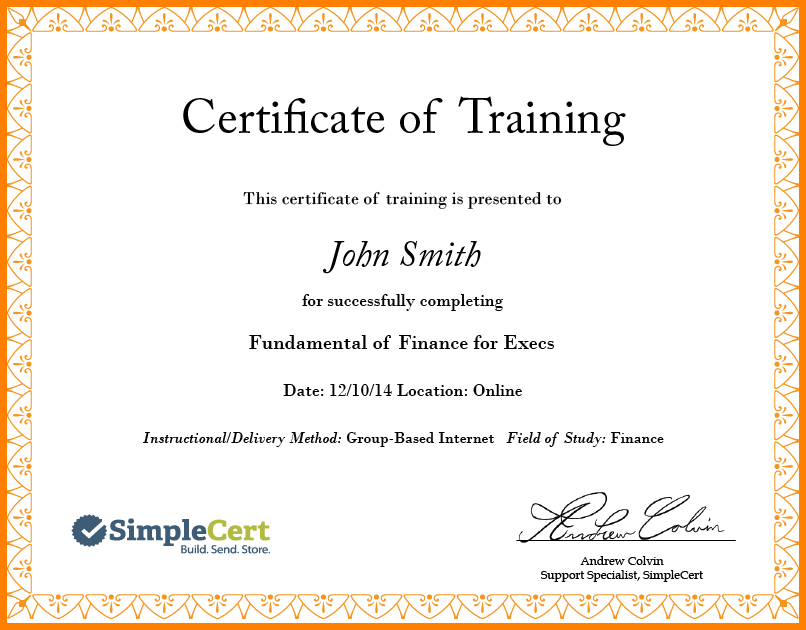 Certificate of Training
This certificate of training is presented to
John Smith
for successfully completing
Fundamental of Finance for Execs
Date: 12/10/14 Location: Online
Instructional/Delivery Method: Group-Based Internet Field of Study: Finance
SimpleCert
Build. Send. Store.
Andrew Colvin
Andrew Colvin
Support Specialist, SimpleCert